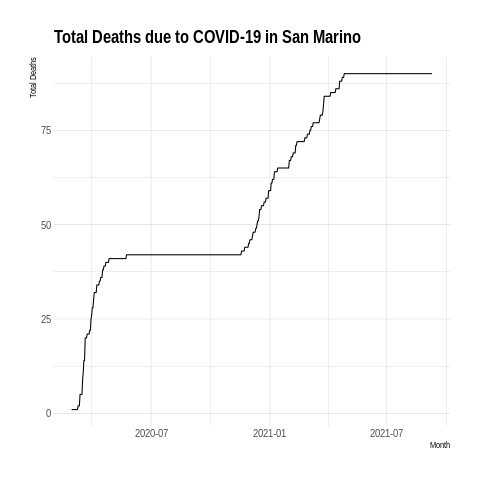 Total Deaths due to COVID-19 in San Marino
Total Deaths
75
50
25
0
2020-07
2021-01
2021-07
Month